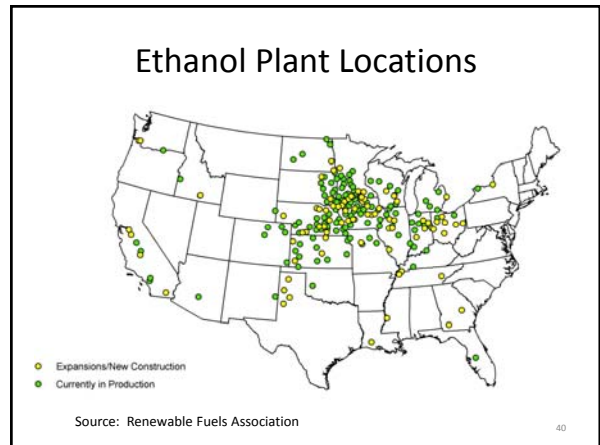 Ethanol Plant Locations
Expansions/New Construction
Currently in Production
Source: Renewable Fuels Association
40